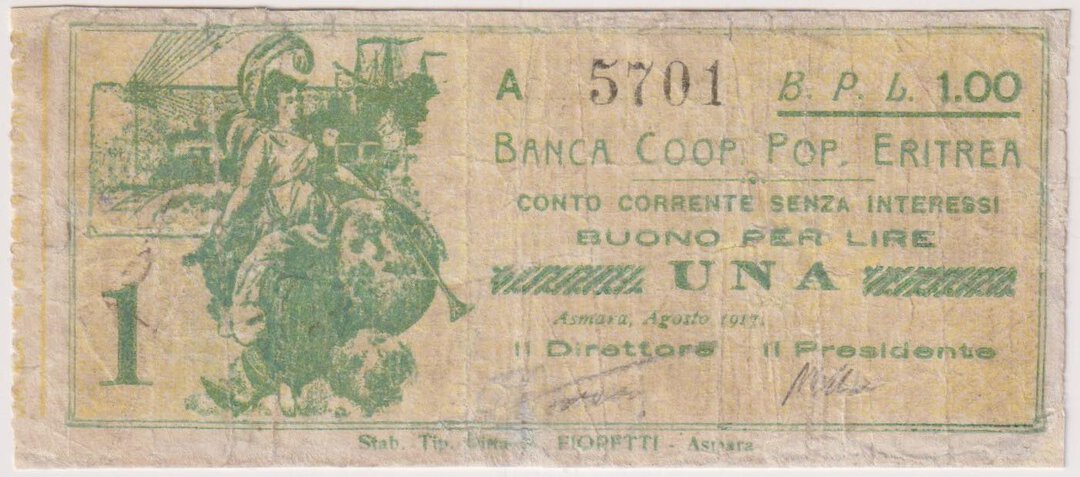 A 5701 B. P. L. 1.00
BANCA COOP. POP. ERITREA
CONTO CORRENTE SENZA INTERESSI
BUONO PER LIRE
UNA
1
Asmara, Agosto 1917.
Il Direttore Il Presidente
Stab. Tip. Ditta FIORETTI - Asmara